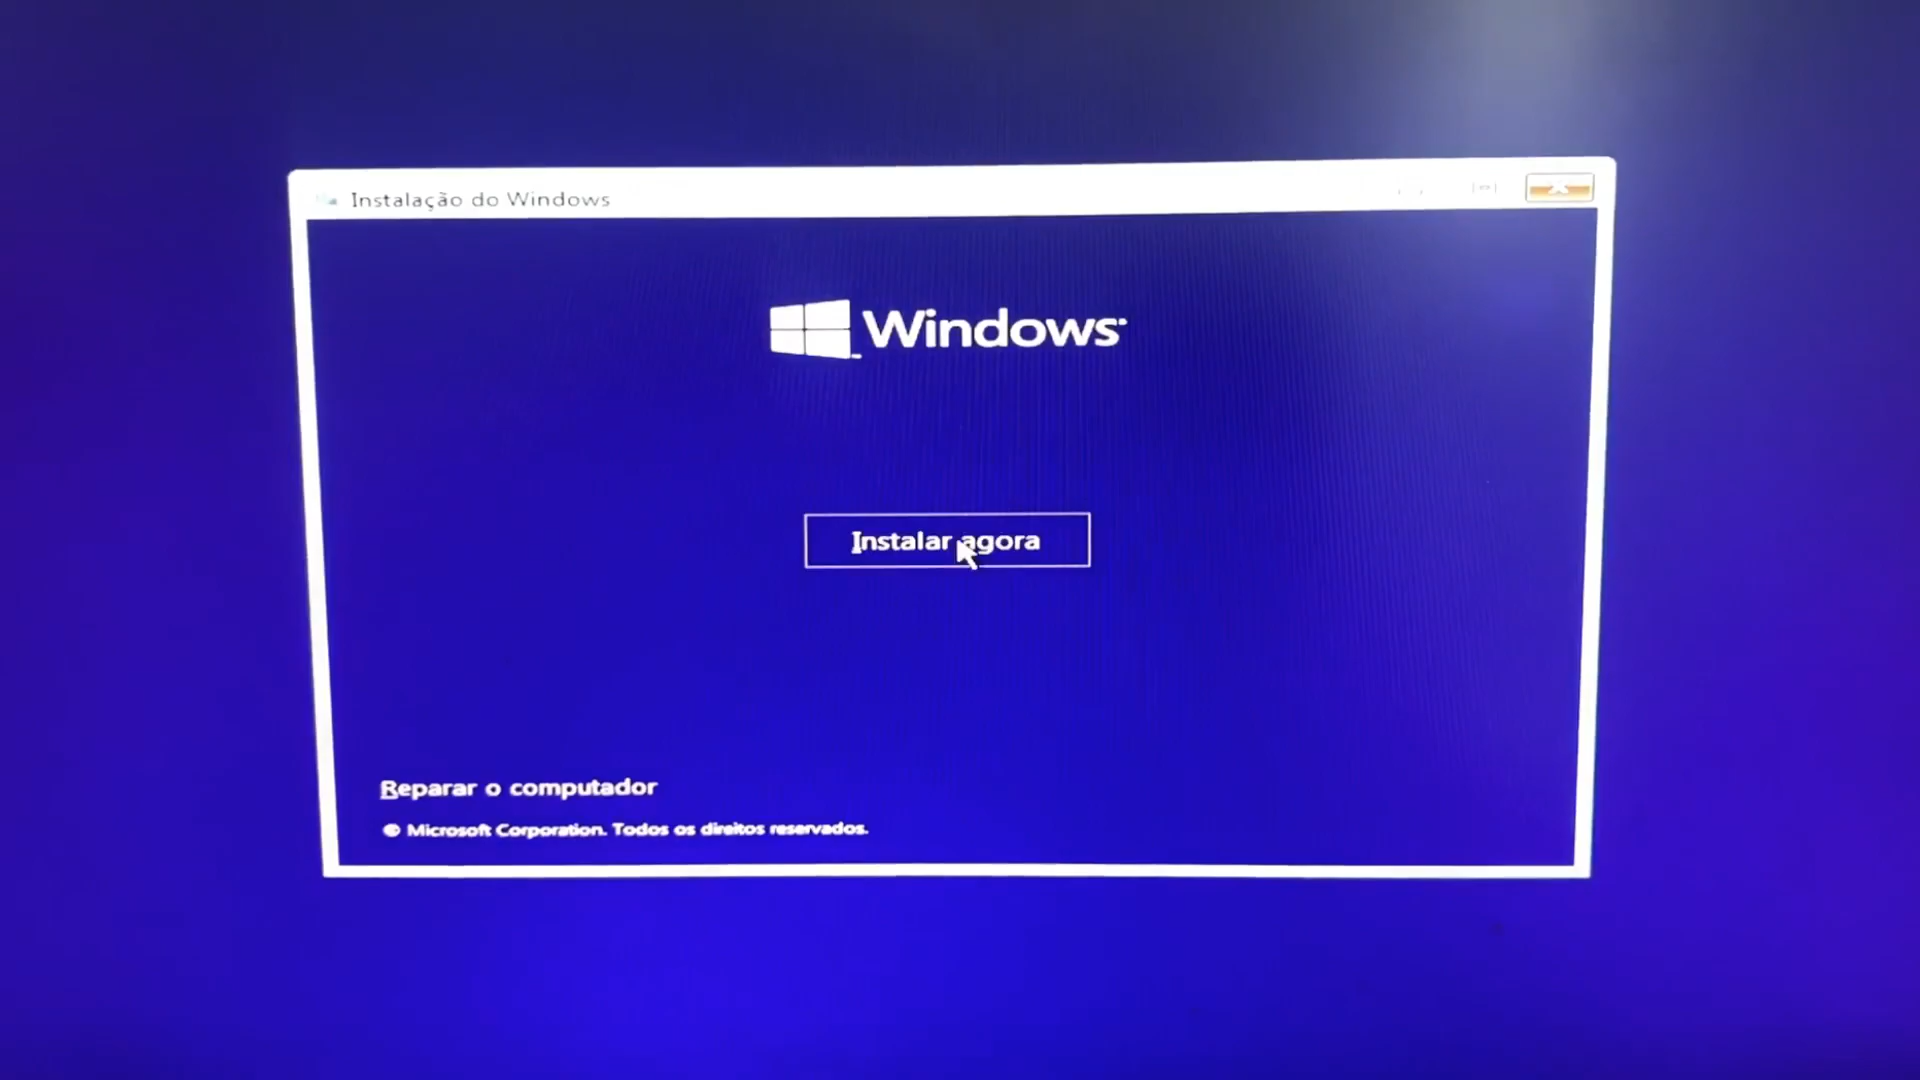 Instalação do Windows
Windows
Instalar agora
Reparar o computador
© Microsoft Corporation. Todos os direitos reservados.